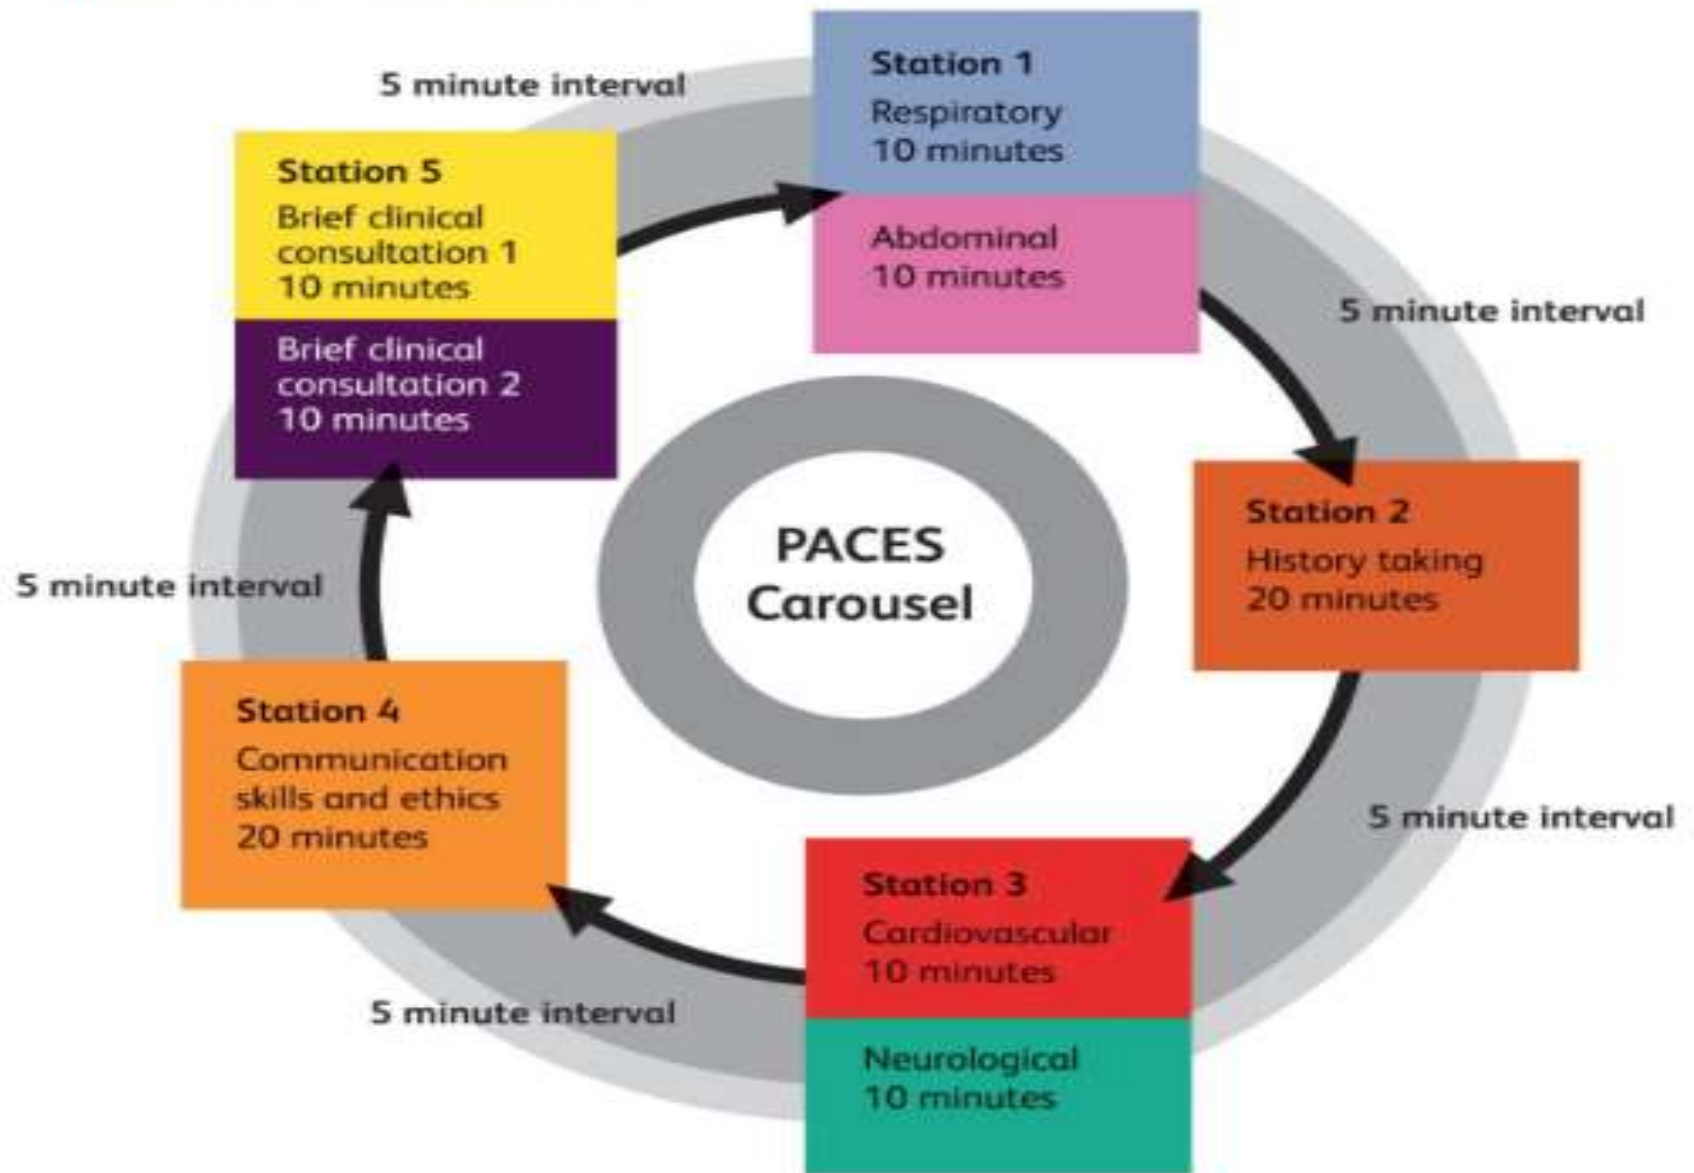 5 minute interval
Station 1
Respiratory
10 minutes
Abdominal
10 minutes
5 minute interval
Station 2
History taking
20 minutes
5 minute interval
Station 3
Cardiovascular
10 minutes
Neurological
10 minutes
5 minute interval
Station 4
Communication
skills and ethics
20 minutes
5 minute interval
Station 5
Brief clinical
consultation 1
10 minutes
Brief clinical
consultation 2
10 minutes
PACES
Carousel